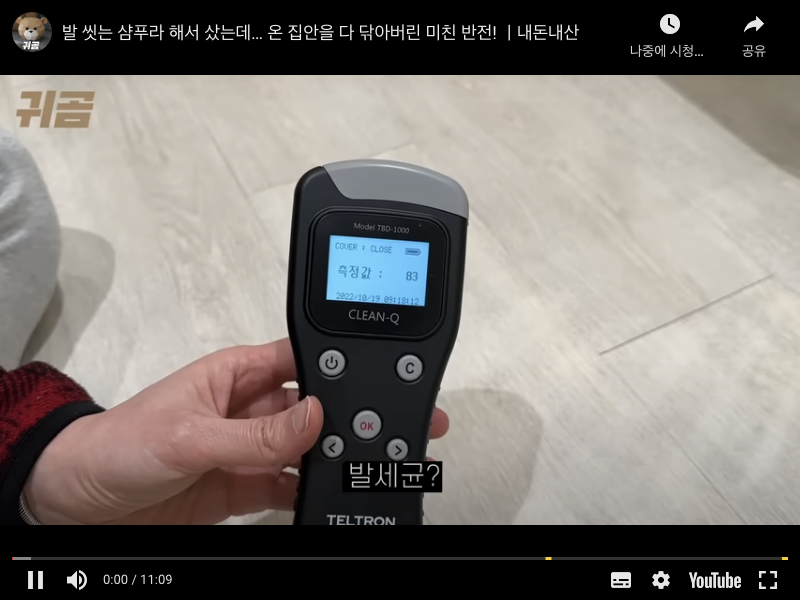 귀곰
발 씻는 샴푸라 해서 샀는데... 온 집안을 다 닦아버린 미친 반전! ㅣ내돈내산
나중에 시청...
공유
귀곰
Model TBD-1000
COVER : CLOSE
측정값 : 83
2022/10/19 09:18:12
CLEAN-Q
C
OK
발세균?
TELTRON
0:00 / 11:09
YouTube